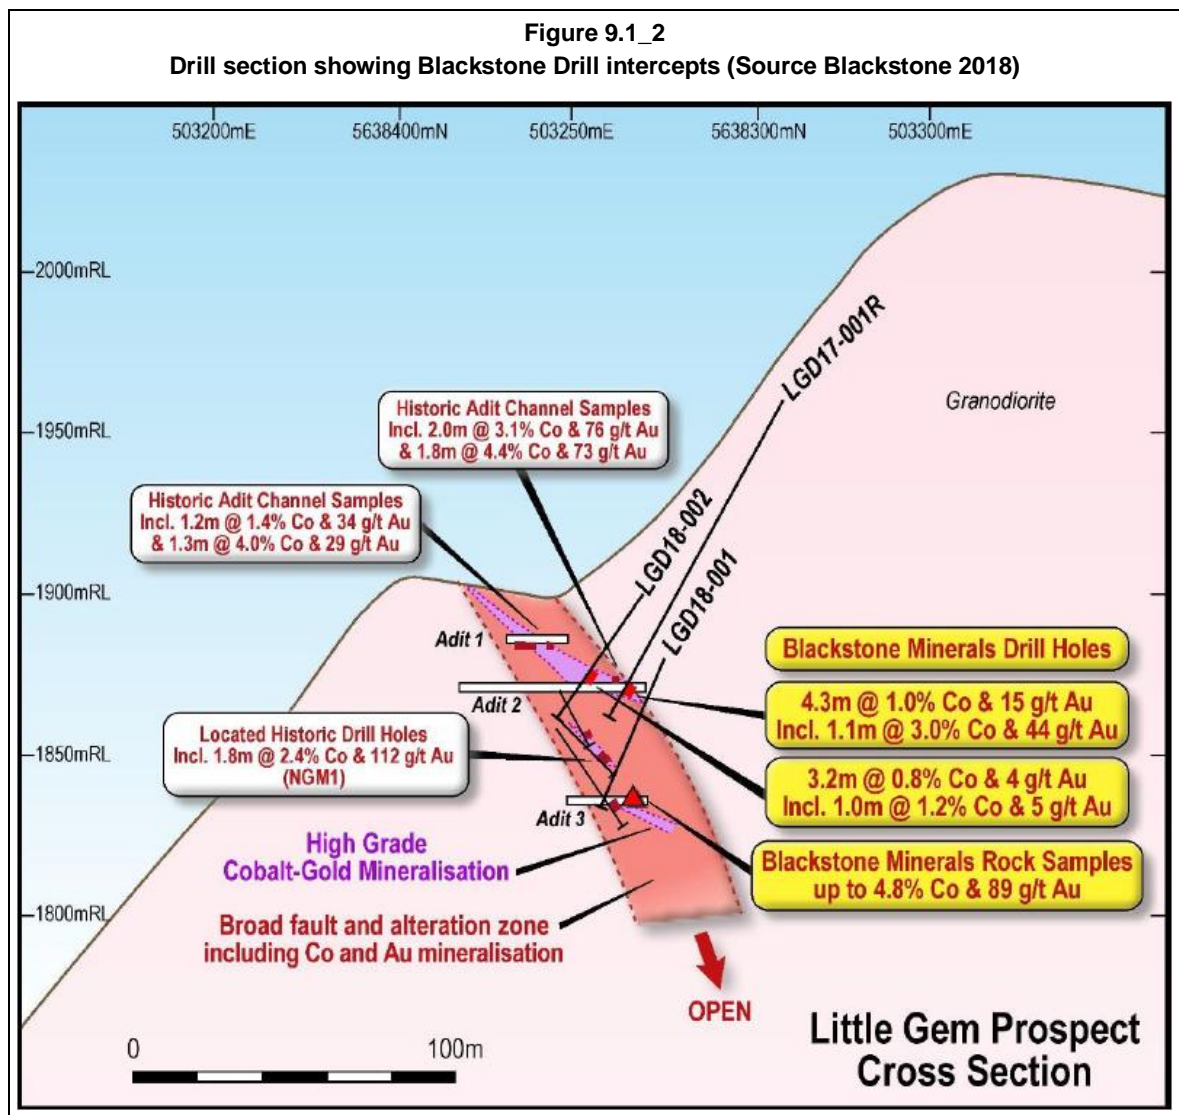 Figure 9.1_2
Drill section showing Blackstone Drill intercepts (Source Blackstone 2018)
503200mE
5638400mN
503250mE
5638300mN
503300mE
2000mRL
1950mRL
1900mRL
1850mRL
1800mRL
LGD17-001R
LGD18-002
LGD18-001
Granodiorite
Historic Adit Channel Samples
Incl. 2.0m @ 3.1% Co & 76 g/t Au
& 1.8m @ 4.4% Co & 73 g/t Au
Historic Adit Channel Samples
Incl. 1.2m @ 1.4% Co & 34 g/t Au
& 1.3m @ 4.0% Co & 29 g/t Au
Adit 1
Adit 2
Adit 3
Located Historic Drill Holes
Incl. 1.8m @ 2.4% Co & 112 g/t Au
(NGM1)
Blackstone Minerals Drill Holes
4.3m @ 1.0% Co & 15 g/t Au
Incl. 1.1m @ 3.0% Co & 44 g/t Au
3.2m @ 0.8% Co & 4 g/t Au
Incl. 1.0m @ 1.2% Co & 5 g/t Au
Blackstone Minerals Rock Samples
up to 4.8% Co & 89 g/t Au
High Grade
Cobalt-Gold Mineralisation
Broad fault and alteration zone
including Co and Au mineralisation
OPEN
Little Gem Prospect
Cross Section
0
100m